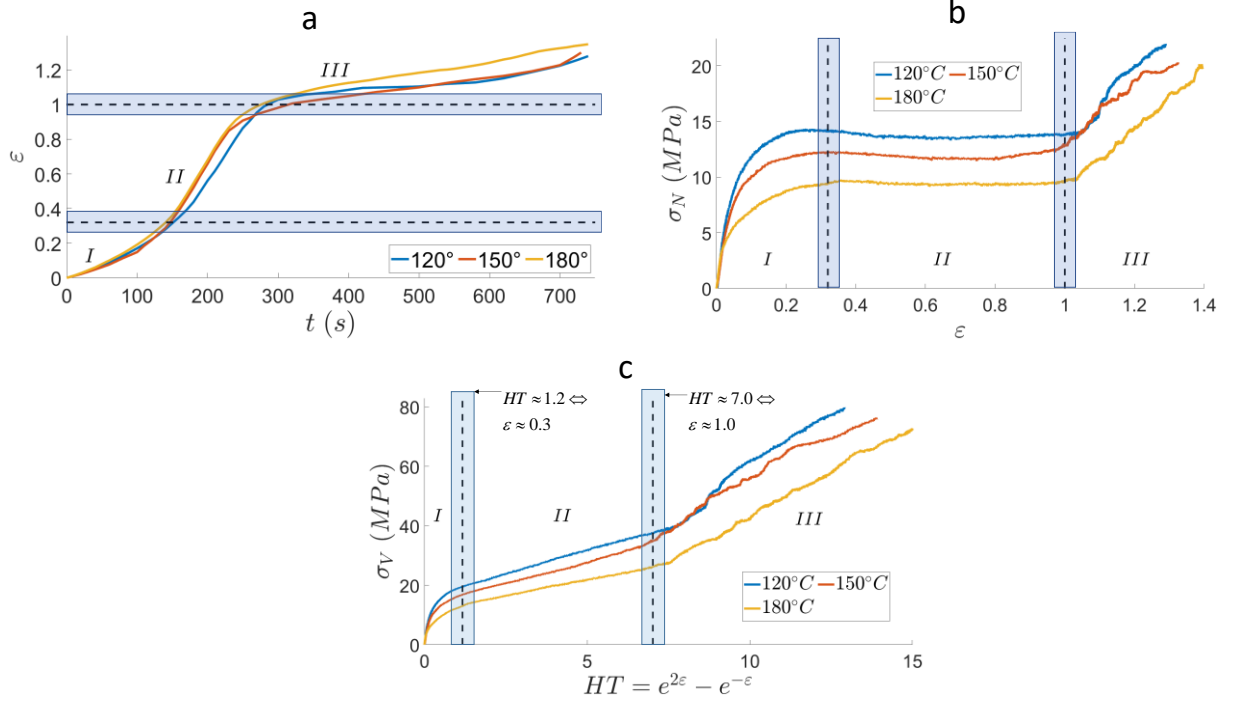 a
1.2
1
0.8
0.6
0.4
0.2
0
ε
I
II
III
120° 150° 180°
0 100 200 300 400 500 600 700
t (s)
b
20
15
10
5
0
σ_N (MPa)
120°C 150°C
180°C
I II III
0 0.2 0.4 0.6 0.8 1 1.2 1.4
ε
c
80
60
40
20
0
σ_V (MPa)
HT ≈ 1.2 ⇔
ε ≈ 0.3
HT ≈ 7.0 ⇔
ε ≈ 1.0
I II III
120°C 150°C
180°C
0 5 10 15
HT = e^{2ε} − e^{−ε}